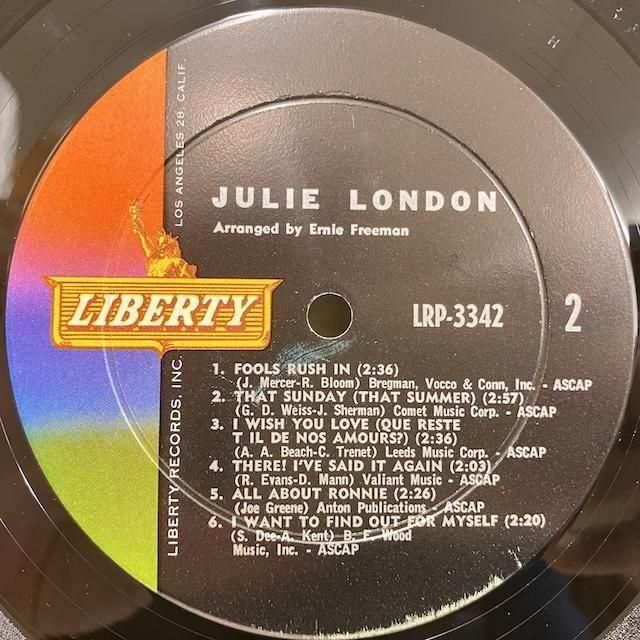 LOS ANGELES 28, CALIF.
LIBERTY RECORDS, INC.
LIBERTY
JULIE LONDON
Arranged by Ernie Freeman
LRP-3342
2
1. FOOLS RUSH IN (2:36)
(J. Mercer-R. Bloom) Bregman, Vocco & Conn, Inc. - ASCAP
2. THAT SUNDAY (THAT SUMMER) (2:57)
(G. D. Weiss-J. Sherman) Comet Music Corp. - ASCAP
3. I WISH YOU LOVE (QUE RESTE
T IL DE NOS AMOURS?) (2:36)
(A. A. Beach-C. Trenet) Leeds Music Corp. - ASCAP
4. THERE! I'VE SAID IT AGAIN (2:03)
(R. Evans-D. Mann) Valiant Music - ASCAP
5. ALL ABOUT RONNIE (2:26)
(Joe Greene) Anton Publications - ASCAP
6. I WANT TO FIND OUT FOR MYSELF (2:20)
(S. Dee-A. Kent) B. F. Wood
Music, Inc. - ASCAP
H